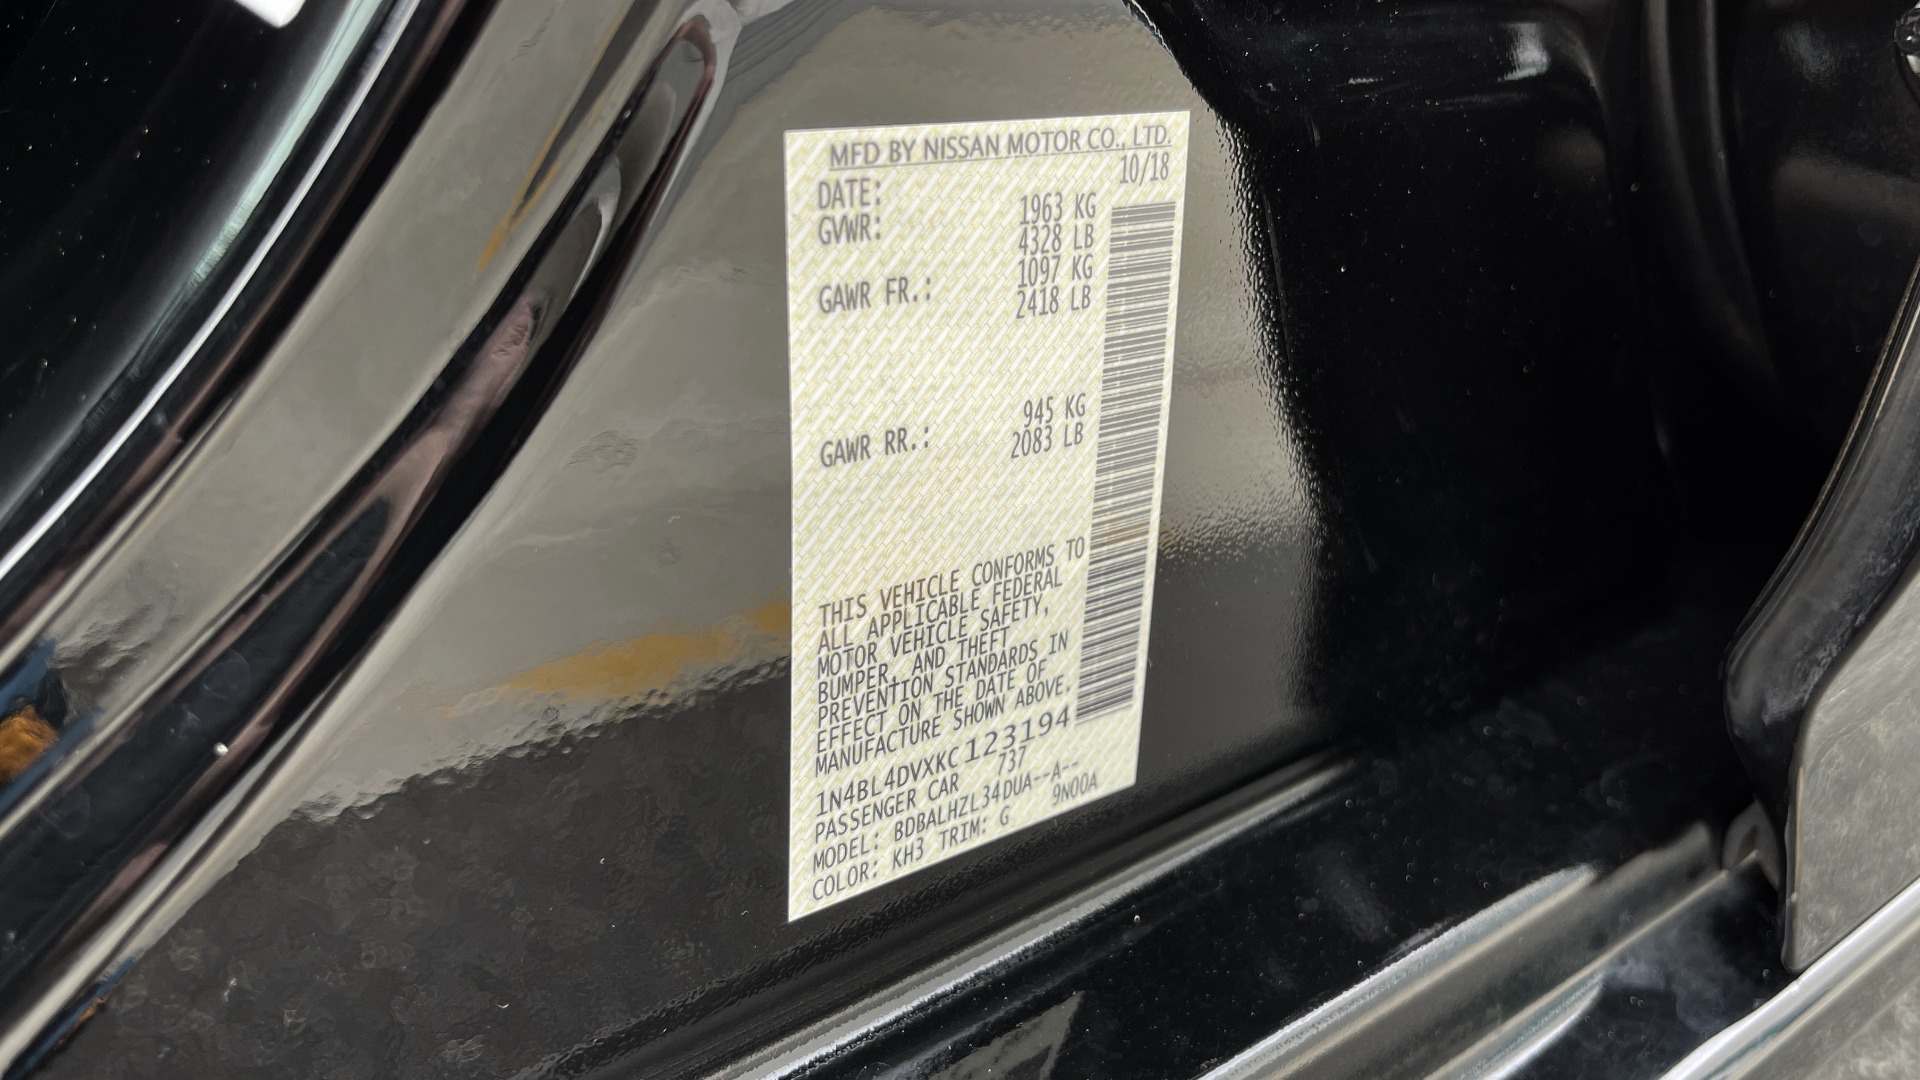 MFD BY NISSAN MOTOR CO., LTD.
DATE: 10/18
GVWR: 1963 KG
4328 LB
GAWR FR.: 1097 KG
2418 LB
GAWR RR.: 945 KG
2083 LB
THIS VEHICLE CONFORMS TO
ALL APPLICABLE FEDERAL
MOTOR VEHICLE SAFETY,
BUMPER, AND THEFT
PREVENTION STANDARDS IN
EFFECT ON THE DATE OF
MANUFACTURE SHOWN ABOVE.
1N4BL4DVXKC123194
PASSENGER CAR 737
MODEL: BDBALHZL34DUA--A--
COLOR: KH3 TRIM: G 9N00A